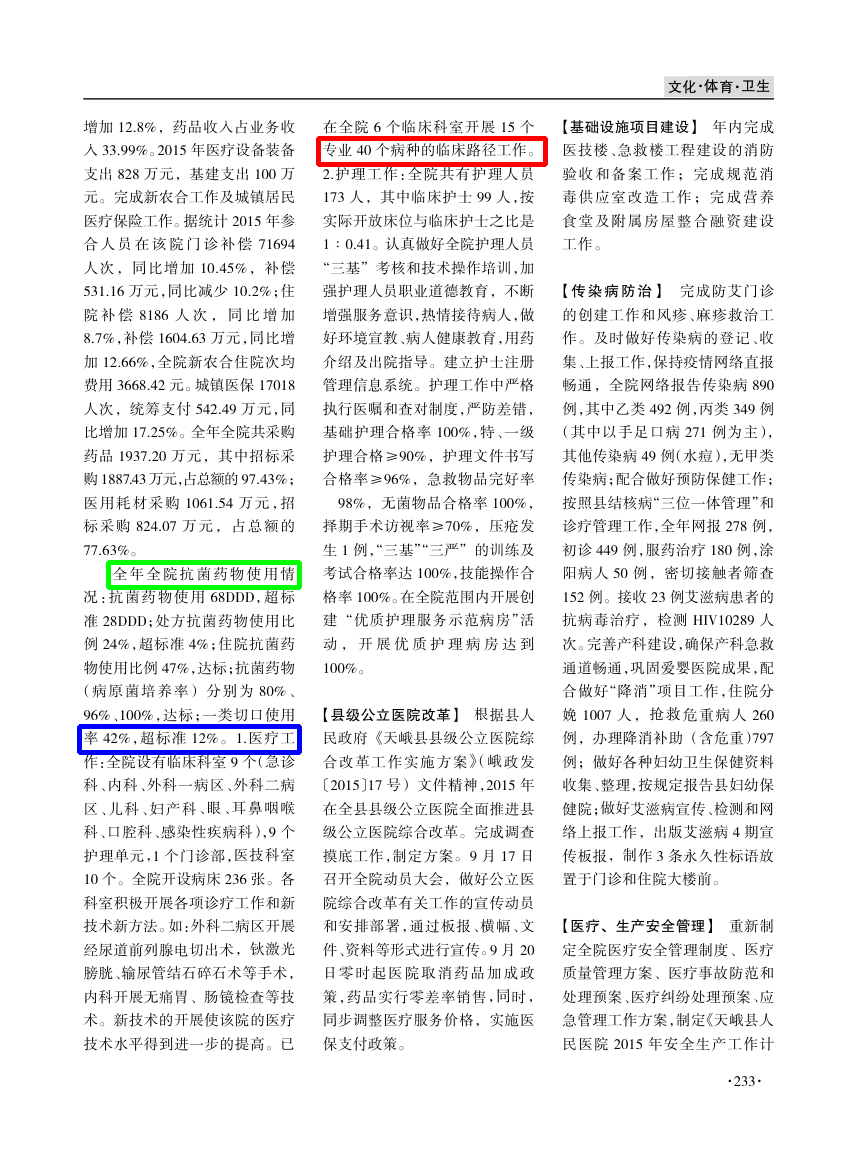 文化·体育·卫生
增加 12.8%，药品收入占业务收
入 33.99%。2015 年医疗设备装备
支出 828 万元，基建支出 100 万
元。完成新农合工作及城镇居民
医疗保险工作。据统计 2015 年参
合人员在该院门诊补偿 71694
人次，同比增加 10.45%，补偿
531.16 万元，同比减少 10.2%；住
院补偿 8186 人次，同比增加
8.7%，补偿 1604.63 万元，同比增
加 12.66%，全院新农合住院次均
费用 3668.42 元。城镇医保 17018
人次，统筹支付 542.49 万元，同
比增加 17.25%。全年全院共采购
药品 1937.20 万元，其中招标采
购 1887.43 万元，占总额的 97.43%；
医用耗材采购 1061.54 万元，招
标采购 824.07 万元，占总额的
77.63%。
全年全院抗菌药物使用情
况：抗菌药物使用 68DDD，超标
准 28DDD；处方抗菌药物使用比
例 24%，超标准 4%；住院抗菌药
物使用比例 47%，达标；抗菌药物
（病原菌培养率）分别为 80%、
96%、100%，达标；一类切口使用
率 42%，超标准 12%。1.医疗工
作：全院设有临床科室 9 个（急诊
科、内科、外科一病区、外科二病
区、儿科、妇产科、眼、耳鼻咽喉
科、口腔科、感染性疾病科），9 个
护理单元，1 个门诊部，医技科室
10 个。全院开设病床 236 张。各
科室积极开展各项诊疗工作和新
技术新方法。如：外科二病区开展
经尿道前列腺电切出术，钬激光
膀胱、输尿管结石碎石术等手术，
内科开展无痛胃、肠镜检查等技
术。新技术的开展使该院的医疗
技术水平得到进一步的提高。已
在全院 6 个临床科室开展 15 个
专业 40 个病种的临床路径工作。
2.护理工作：全院共有护理人员
173 人，其中临床护士 99 人，按
实际开放床位与临床护士之比是
1∶0.41。认真做好全院护理人员
“三基”考核和技术操作培训，加
强护理人员职业道德教育，不断
增强服务意识，热情接待病人，做
好环境宣教、病人健康教育，用药
介绍及出院指导。建立护士注册
管理信息系统。护理工作中严格
执行医嘱和查对制度，严防差错，
基础护理合格率 100%，特、一级
护理合格≥90%，护理文件书写
合格率≥96%，急救物品完好率
98%，无菌物品合格率 100%，
择期手术访视率≥70%，压疮发
生 1 例，“三基”“三严”的训练及
考试合格率达 100%，技能操作合
格率 100%。在全院范围内开展创
建“优质护理服务示范病房”活
动，开展优质护理病房达到
100%。
【县级公立医院改革】 根据县人
民政府《天峨县县级公立医院综
合改革工作实施方案》（峨政发
〔2015〕17 号）文件精神，2015 年
在全县县级公立医院全面推进县
级公立医院综合改革。完成调查
摸底工作，制定方案。9 月 17 日
召开全院动员大会，做好公立医
院综合改革有关工作的宣传动员
和安排部署，通过板报、横幅、文
件、资料等形式进行宣传。9 月 20
日零时起医院取消药品加成政
策，药品实行零差率销售，同时，
同步调整医疗服务价格，实施医
保支付政策。
【基础设施项目建设】 年内完成
医技楼、急救楼工程建设的消防
验收和备案工作；完成规范消
毒供应室改造工作；完成营养
食堂及附属房屋整合融资建设
工作。
【传染病防治】 完成防艾门诊
的创建工作和风疹、麻疹救治工
作。及时做好传染病的登记、收
集、上报工作，保持疫情网络直报
畅通，全院网络报告传染病 890
例，其中乙类 492 例，丙类 349 例
（其中以手足口病 271 例为主），
其他传染病 49 例（水痘），无甲类
传染病；配合做好预防保健工作；
按照县结核病“三位一体管理”和
诊疗管理工作，全年网报 278 例，
初诊 449 例，服药治疗 180 例，涂
阳病人 50 例，密切接触者筛查
152 例。接收 23 例艾滋病患者的
抗病毒治疗，检测 HIV10289 人
次。完善产科建设，确保产科急救
通道畅通，巩固爱婴医院成果，配
合做好“降消”项目工作，住院分
娩 1007 人，抢救危重病人 260
例，办理降消补助（含危重）797
例；做好各种妇幼卫生保健资料
收集、整理，按规定报告县妇幼保
健院；做好艾滋病宣传、检测和网
络上报工作，出版艾滋病 4 期宣
传板报，制作 3 条永久性标语放
置于门诊和住院大楼前。
【医疗、生产安全管理】 重新制
定全院医疗安全管理制度、医疗
质量管理方案、医疗事故防范和
处理预案、医疗纠纷处理预案、应
急管理工作方案，制定《天峨县人
民医院 2015 年安全生产工作计
·233·